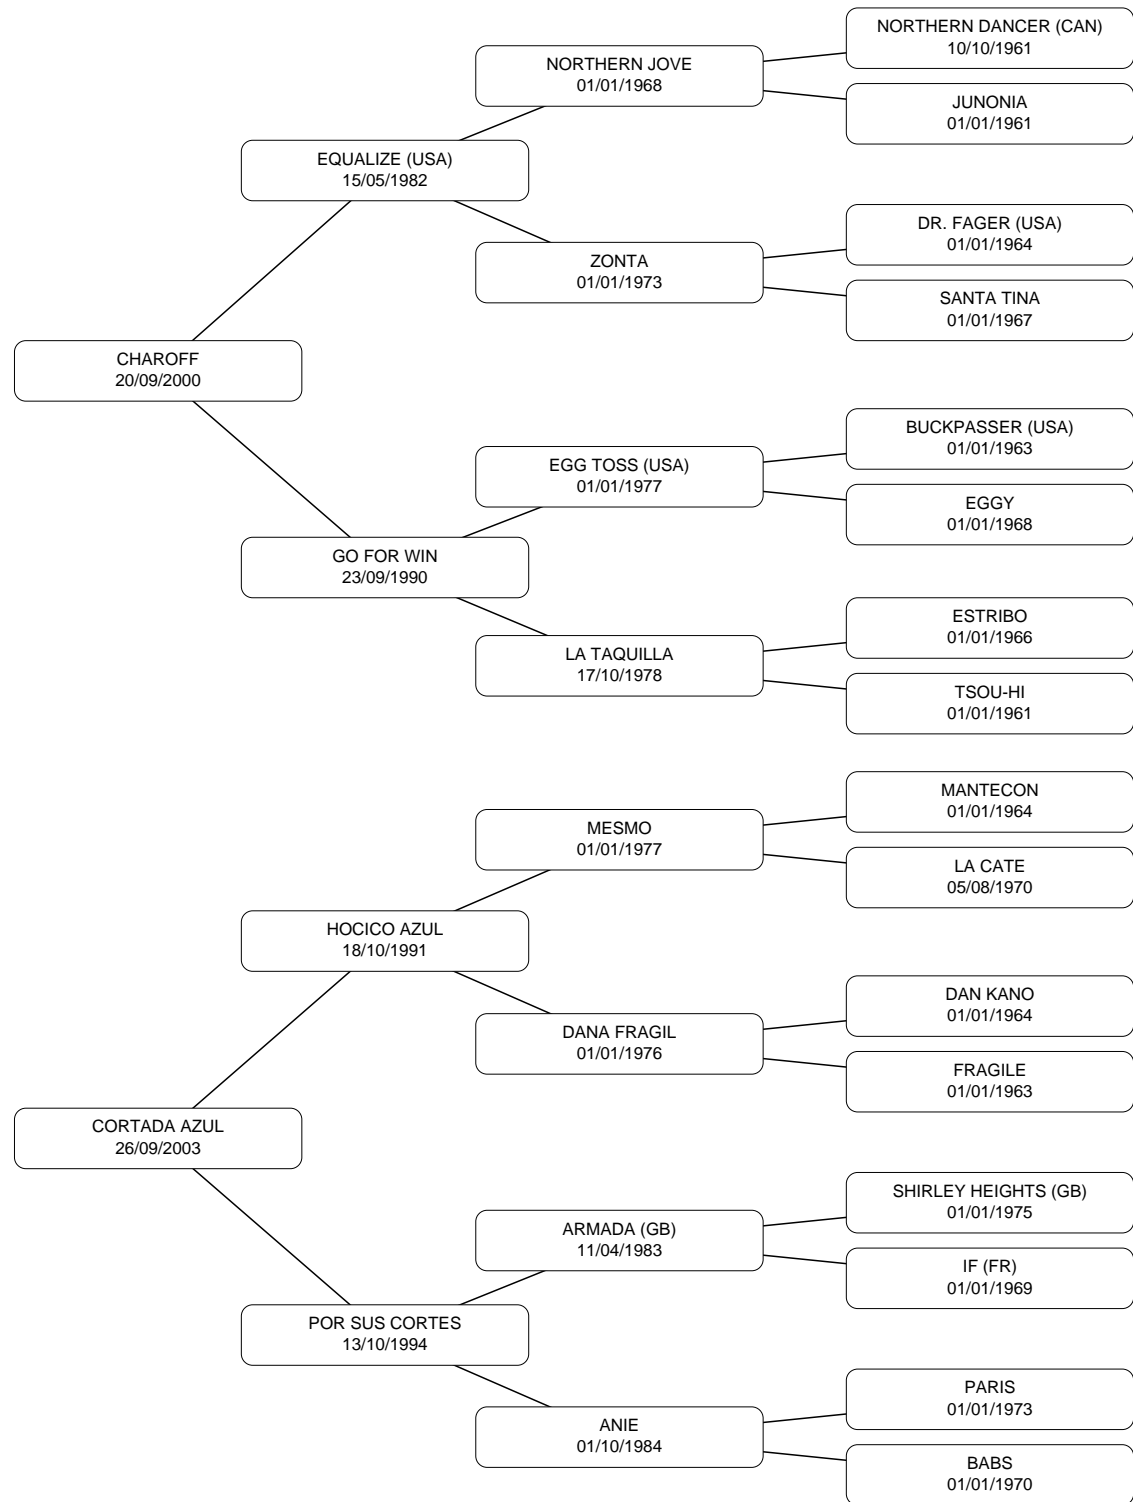 NORTHERN DANCER (CAN)
10/10/1961
NORTHERN JOVE
01/01/1968
JUNONIA
01/01/1961
EQUALIZE (USA)
15/05/1982
DR. FAGER (USA)
01/01/1964
ZONTA
01/01/1973
SANTA TINA
01/01/1967
CHAROFF
20/09/2000
BUCKPASSER (USA)
01/01/1963
EGG TOSS (USA)
01/01/1977
EGGY
01/01/1968
GO FOR WIN
23/09/1990
ESTRIBO
01/01/1966
LA TAQUILLA
17/10/1978
TSOU-HI
01/01/1961
MANTECON
01/01/1964
MESMO
01/01/1977
LA CATE
05/08/1970
HOCICO AZUL
18/10/1991
DAN KANO
01/01/1964
DANA FRAGIL
01/01/1976
FRAGILE
01/01/1963
CORTADA AZUL
26/09/2003
SHIRLEY HEIGHTS (GB)
01/01/1975
ARMADA (GB)
11/04/1983
IF (FR)
01/01/1969
POR SUS CORTES
13/10/1994
PARIS
01/01/1973
ANIE
01/10/1984
BABS
01/01/1970